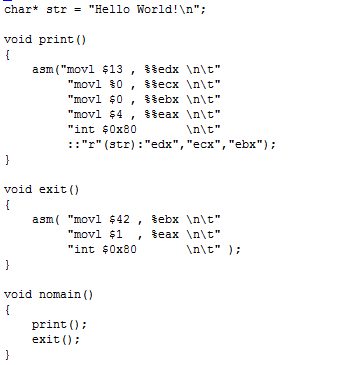 char* str = "Hello World!\n";

void print()
{
    asm("movl $13 , %%edx \n\t"
        "movl %0 , %%ecx \n\t"
        "movl $0 , %%ebx \n\t"
        "movl $4 , %%eax \n\t"
        "int $0x80       \n\t"
        ::"r"(str):"edx","ecx","ebx");
}

void exit()
{
    asm( "movl $42 , %ebx \n\t"
         "movl $1  , %eax \n\t"
         "int $0x80       \n\t" );
}

void nomain()
{
    print();
    exit();
}